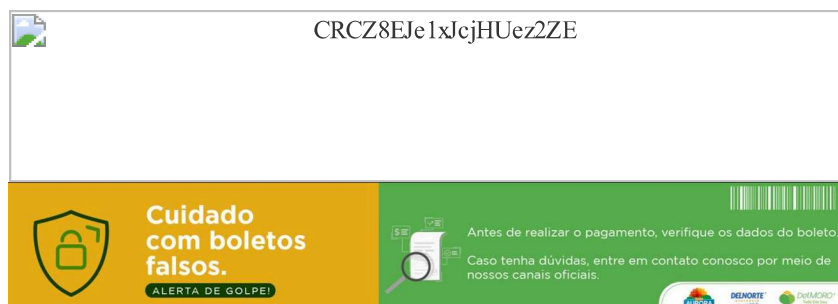 CRCZ8EJe1xJcjHUez2ZE
Cuidado
com boletos
falsos.
ALERTA DE GOLPE!
Antes de realizar o pagamento, verifique os dados do boleto.
Caso tenha dúvidas, entre em contato conosco por meio de
nossos canais oficiais.
AURORA
DELNORTE
DelMORO